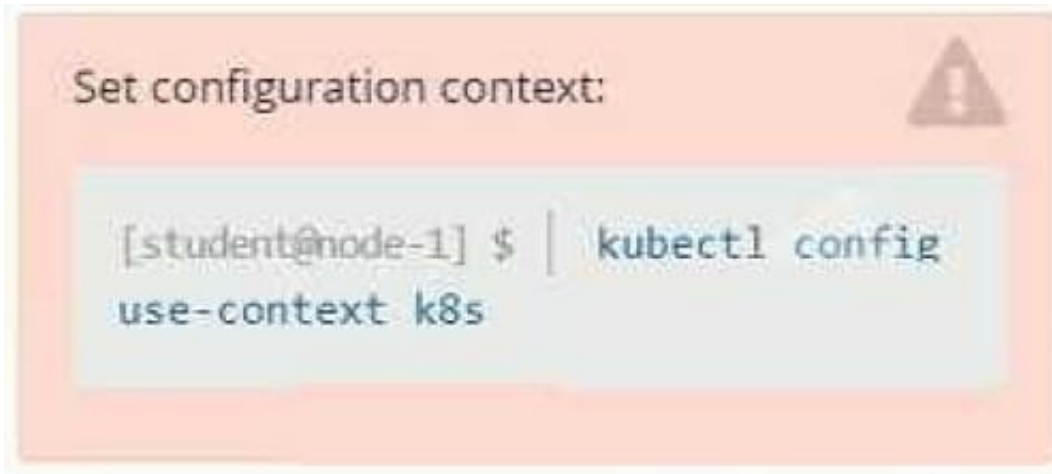 Set configuration context:
[student@node-1] $ | kubectl config
use-context k8s